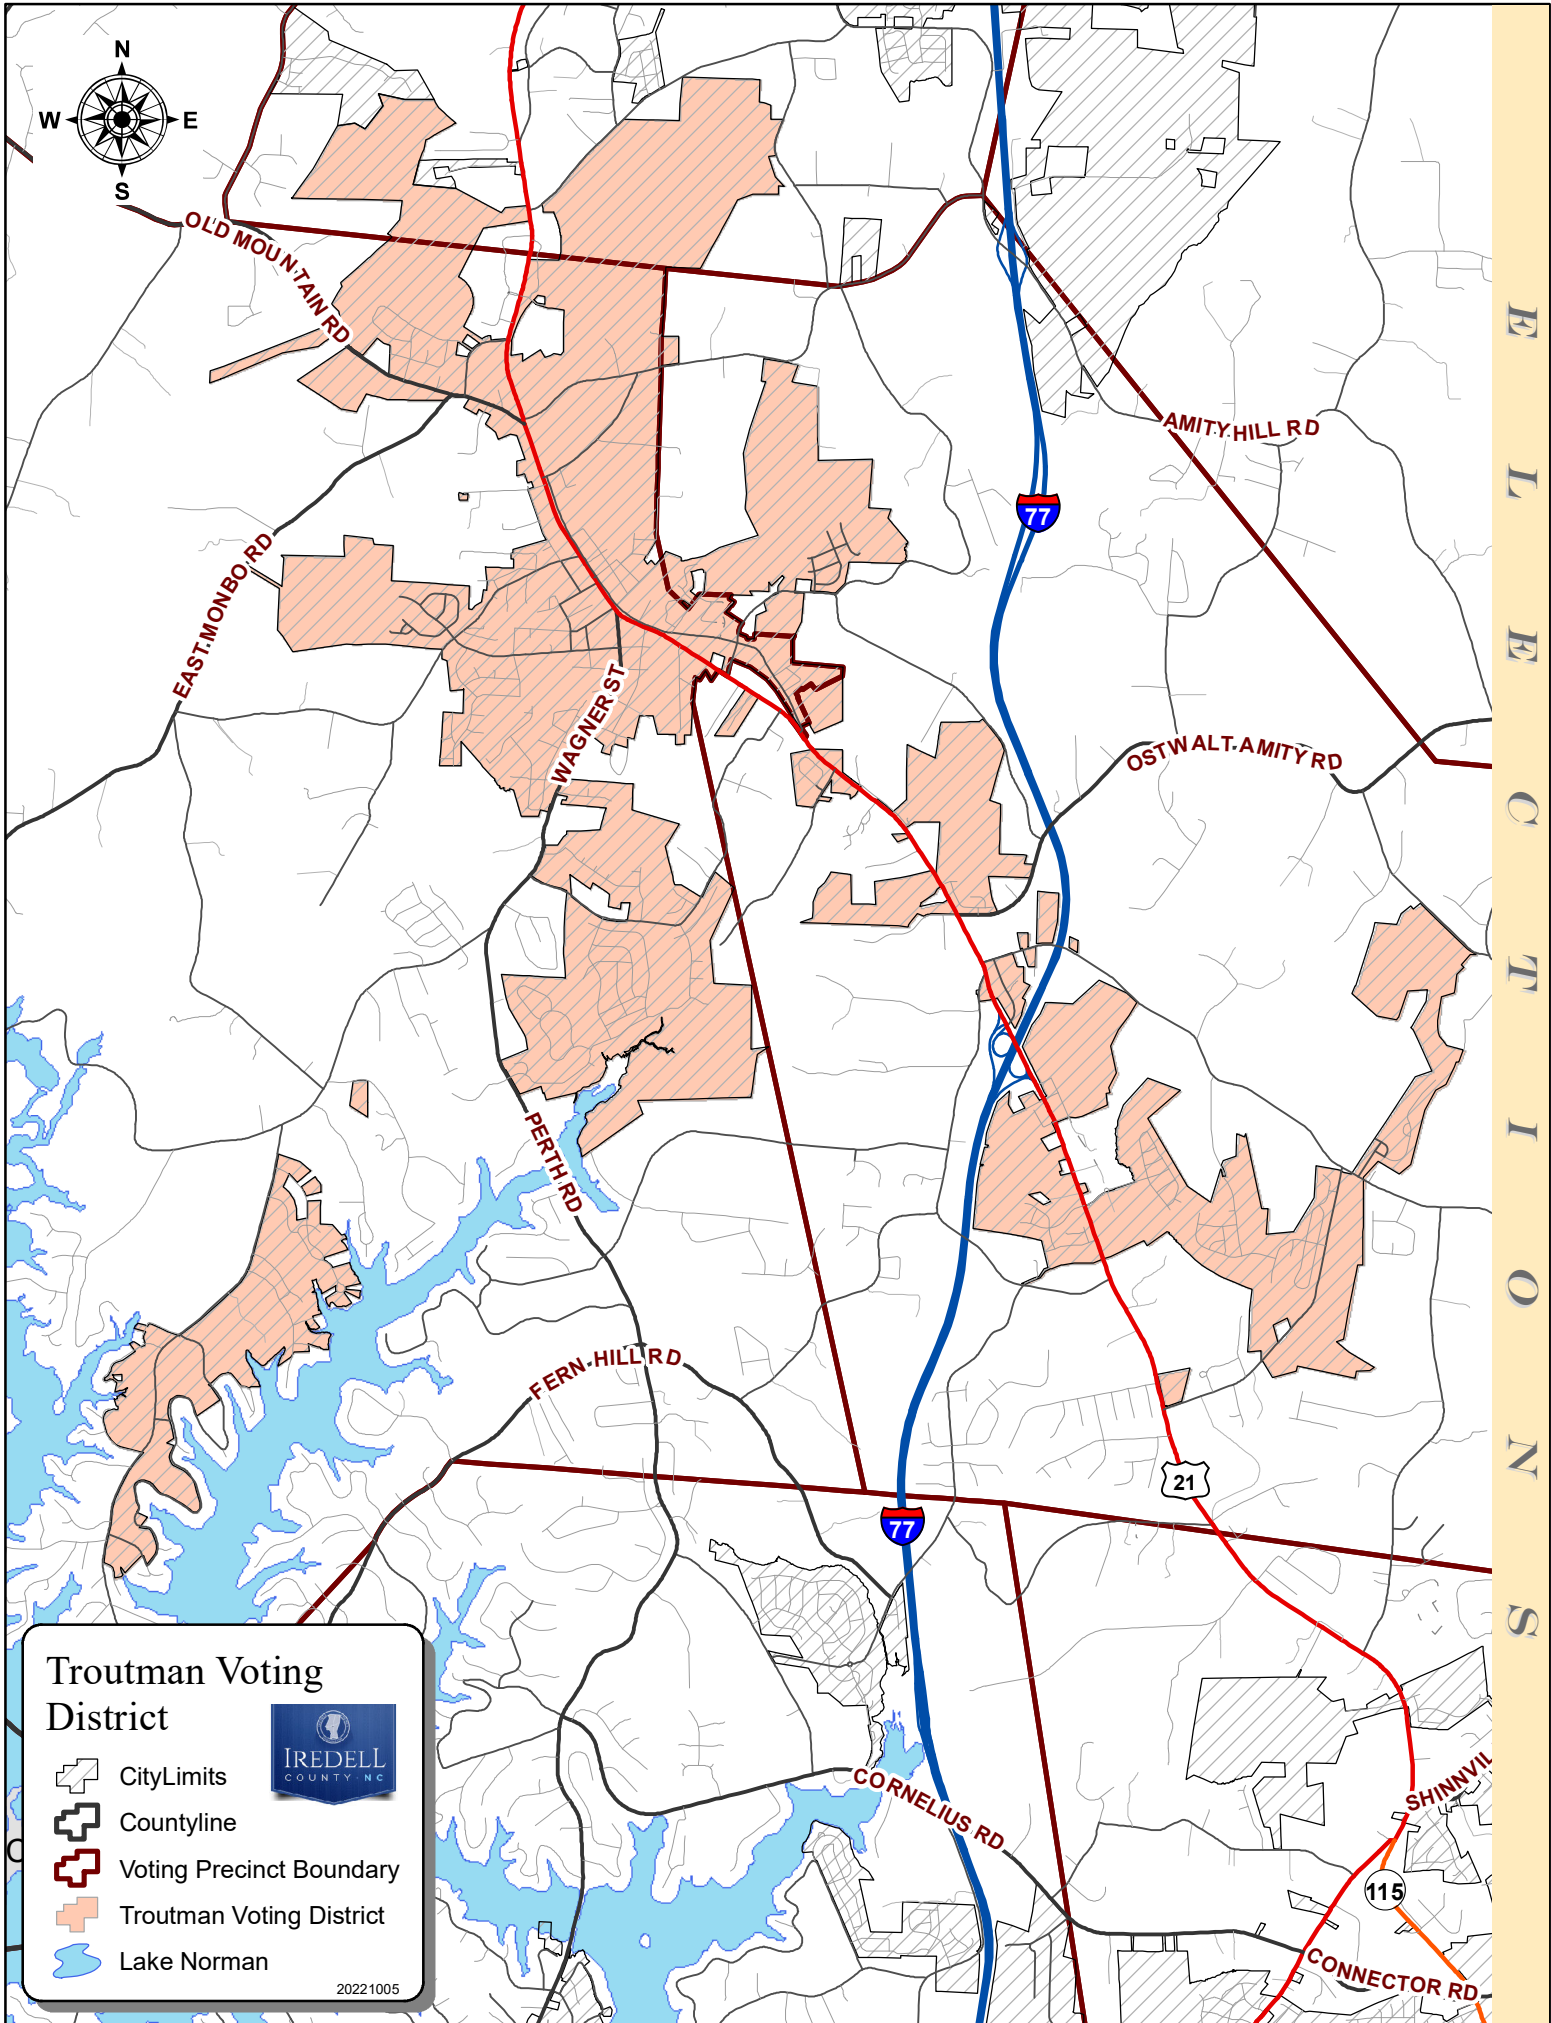 N
W
E
S
OLD MOUNTAIN RD
AMITY HILL RD
77
EAST MONBO RD
WAGNER ST
OSTWALT AMITY RD
PERTH RD
FERN HILL RD
21
77
CORNELIUS RD
SHINNVIL
115
CONNECTOR RD
ELECTIONS
Troutman Voting
District
IREDELL
COUNTY NC
CityLimits
Countyline
Voting Precinct Boundary
Troutman Voting District
Lake Norman
20221005